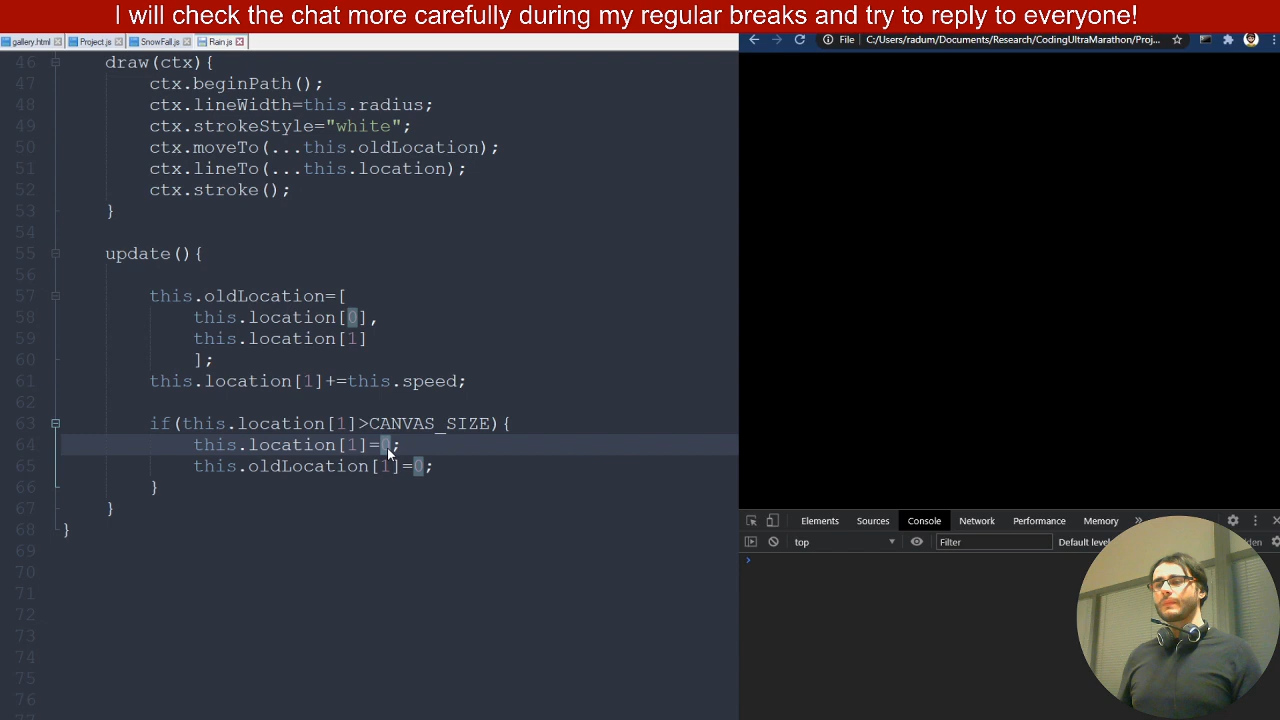 I will check the chat more carefully during my regular breaks and try to reply to everyone!
gallery.html Project.js SnowFall.js Rain.js
File C:/Users/radum/Documents/Research/CodingUltraMarathon/Proj...
46 draw(ctx){
47 ctx.beginPath();
48 ctx.lineWidth=this.radius;
49 ctx.strokeStyle="white";
50 ctx.moveTo(...this.oldLocation);
51 ctx.lineTo(...this.location);
52 ctx.stroke();
53 }
54
55 update(){
56
57 this.oldLocation=[
58 this.location[0],
59 this.location[1]
60 ];
61 this.location[1]+=this.speed;
62
63 if(this.location[1]>CANVAS_SIZE){
64 this.location[1]=0;
65 this.oldLocation[1]=0;
66 }
67 }
68 }
69
70
71
72
73
74
75
76
Elements Sources Console Network Performance Memory »
top Filter Default leve